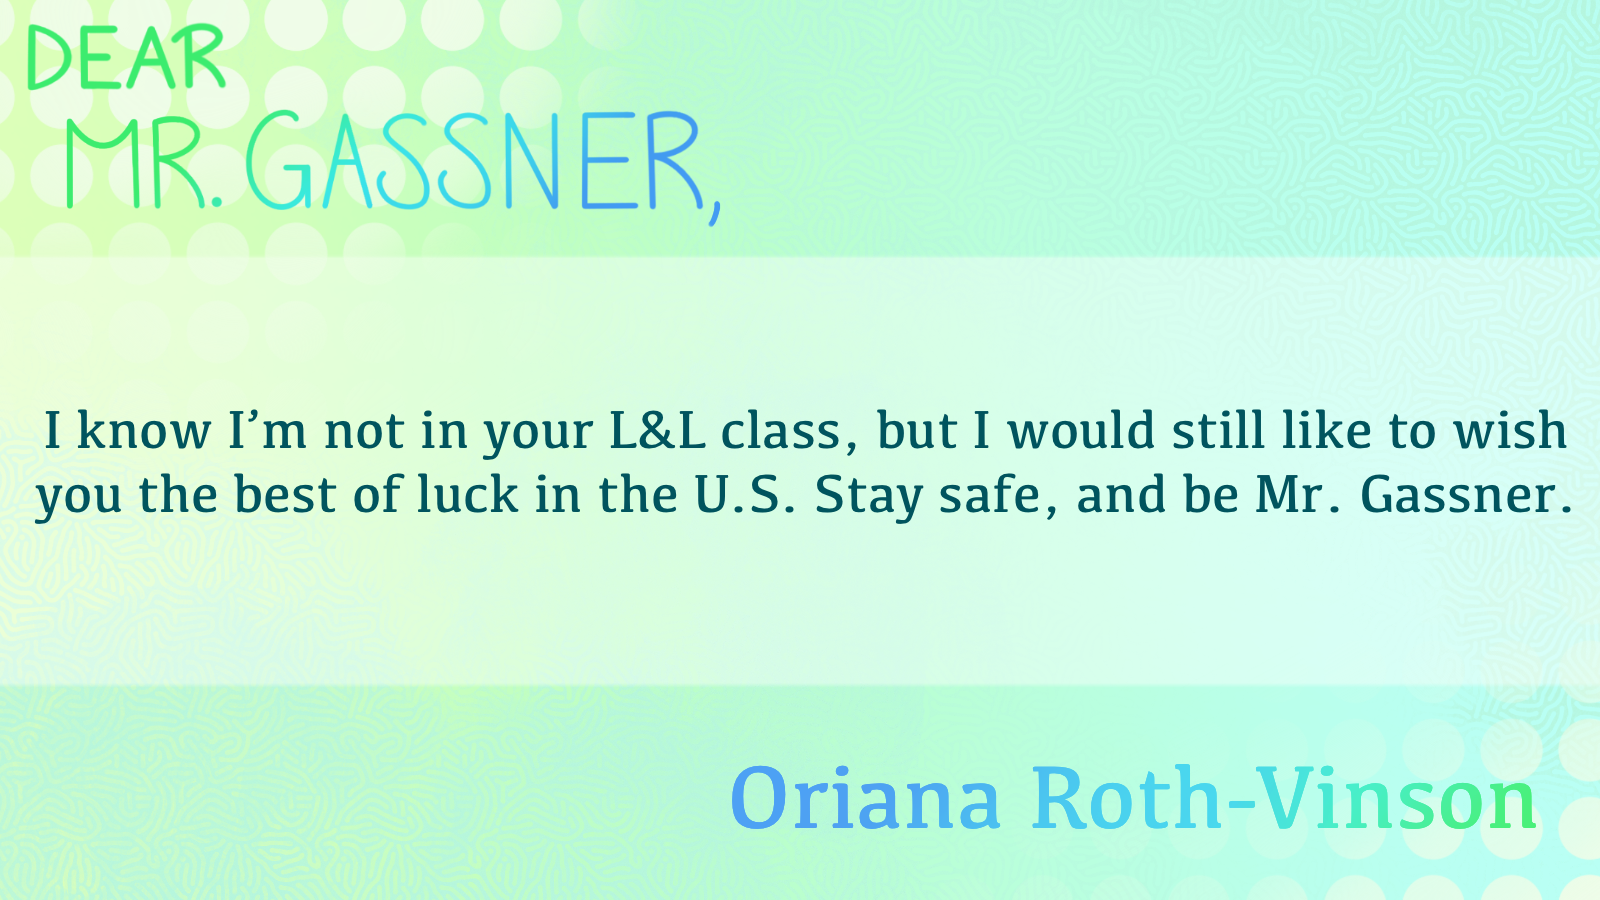 DEAR
MR. GASSNER,
I know I’m not in your L&L class, but I would still like to wish
you the best of luck in the U.S. Stay safe, and be Mr. Gassner.
Oriana Roth-Vinson